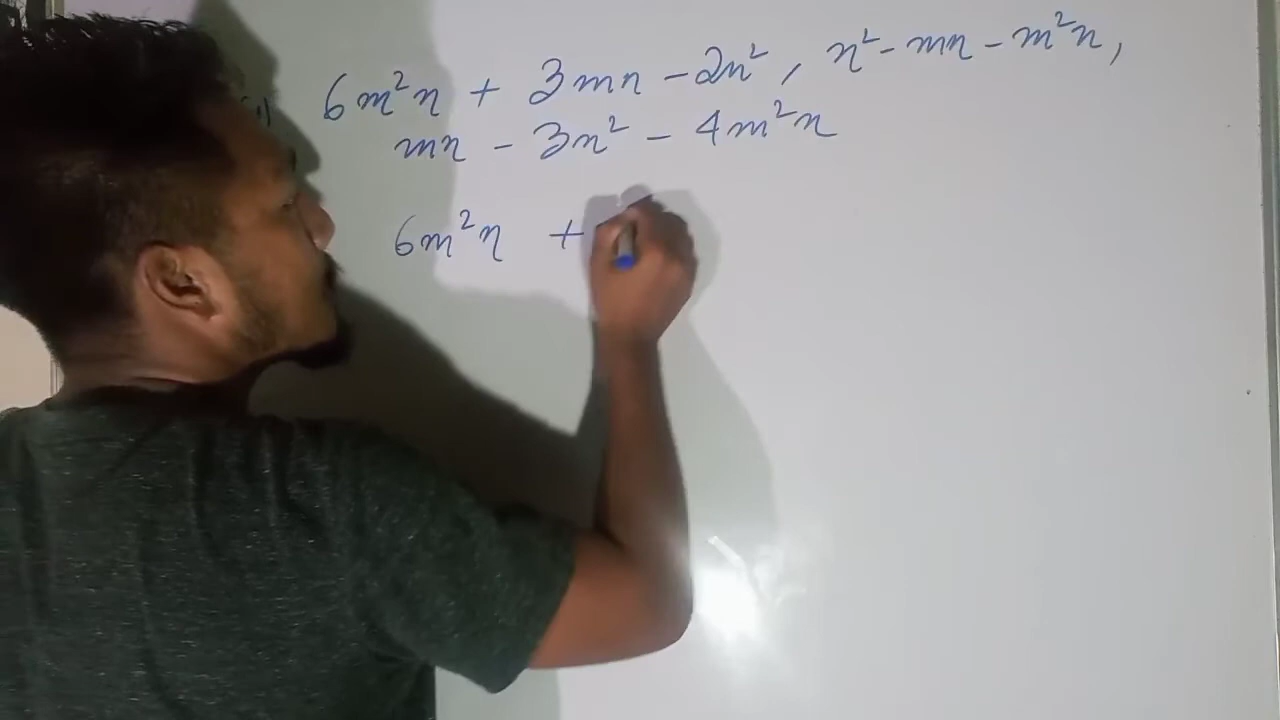 6m²n + 3mn - 2n², n² - mn - m²n,
mn - 3n² - 4m²n
6m²n +